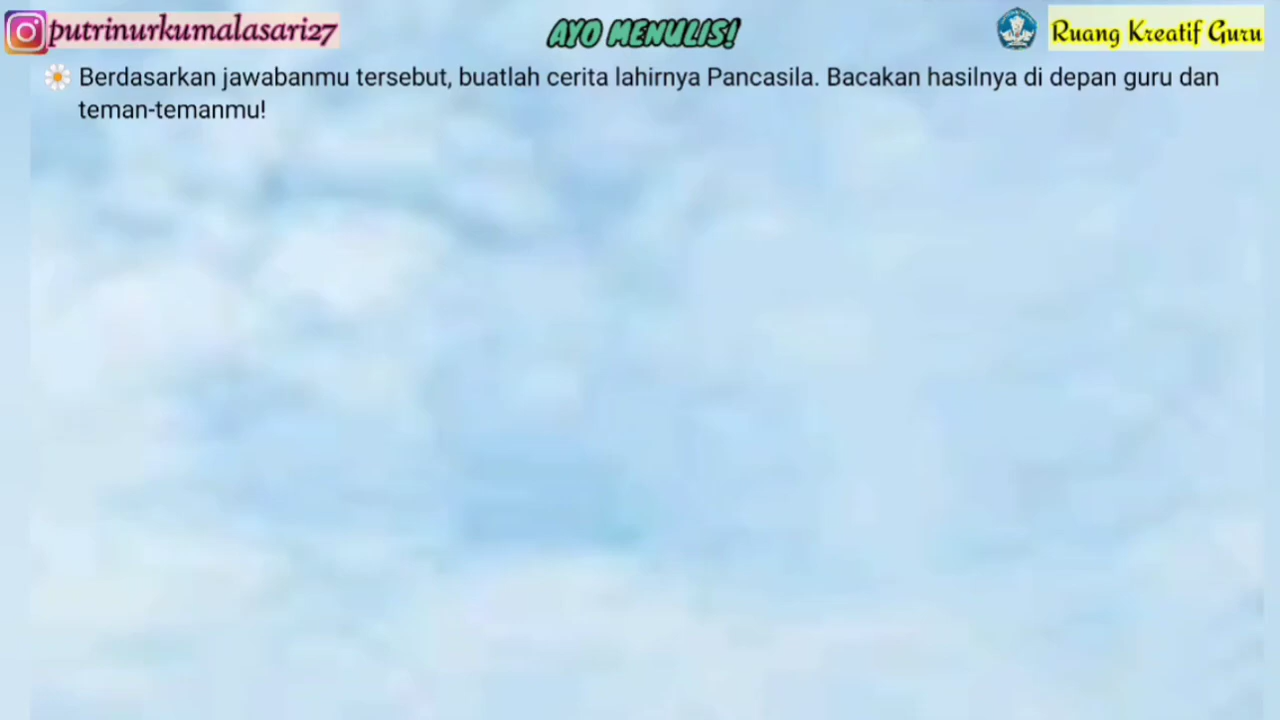 putrinurkumalasari27
AYO MENULIS!
Ruang Kreatif Guru
Berdasarkan jawabanmu tersebut, buatlah cerita lahirnya Pancasila. Bacakan hasilnya di depan guru dan
teman-temanmu!